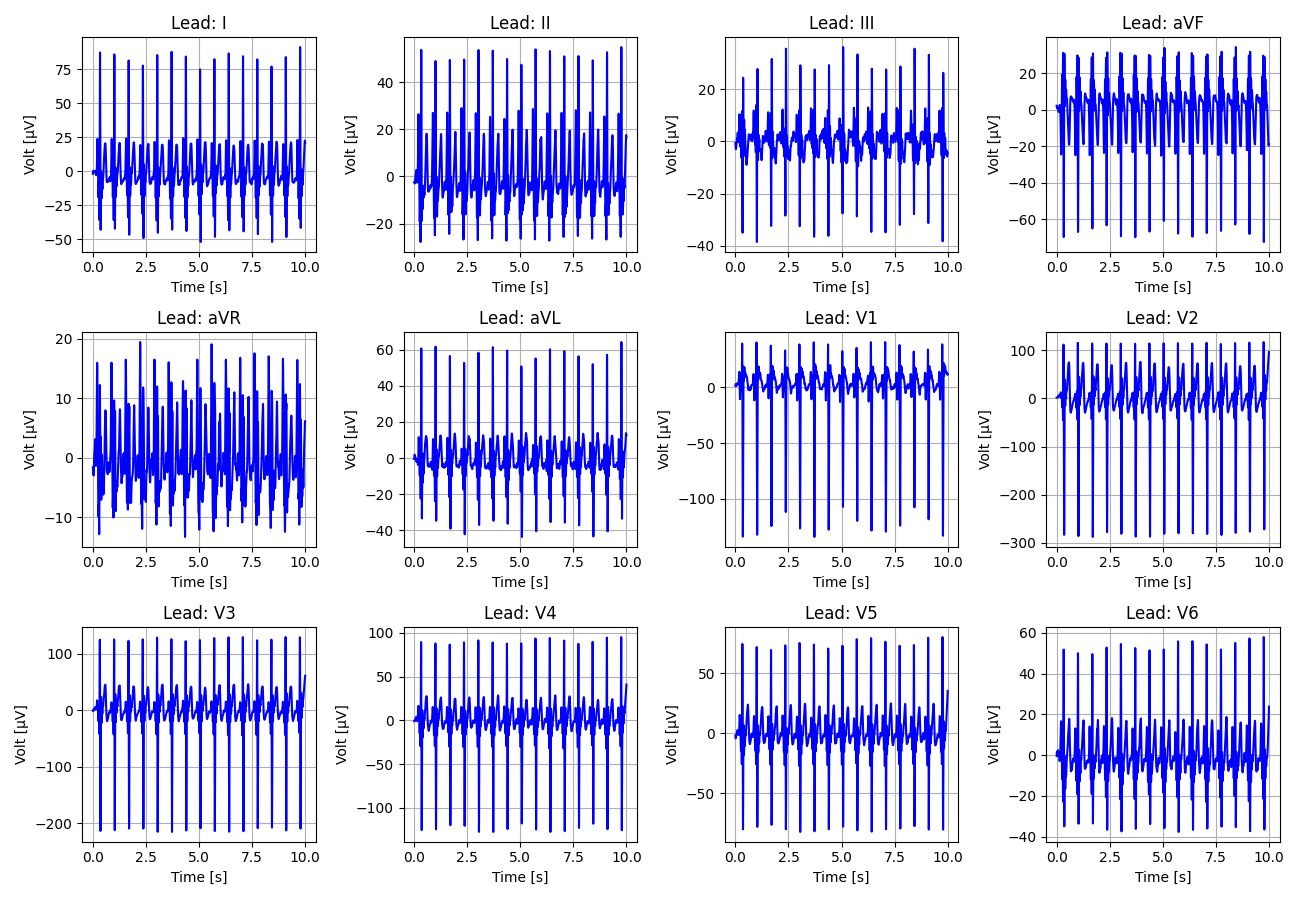 Lead: I
Volt [µV]
75
50
25
0
−25
−50
0.0 2.5 5.0 7.5 10.0
Time [s]
Lead: II
Volt [µV]
40
20
0
−20
0.0 2.5 5.0 7.5 10.0
Time [s]
Lead: III
Volt [µV]
20
0
−20
−40
0.0 2.5 5.0 7.5 10.0
Time [s]
Lead: aVF
Volt [µV]
20
0
−20
−40
−60
0.0 2.5 5.0 7.5 10.0
Time [s]
Lead: aVR
Volt [µV]
20
10
0
−10
0.0 2.5 5.0 7.5 10.0
Time [s]
Lead: aVL
Volt [µV]
60
40
20
0
−20
−40
0.0 2.5 5.0 7.5 10.0
Time [s]
Lead: V1
Volt [µV]
0
−50
−100
0.0 2.5 5.0 7.5 10.0
Time [s]
Lead: V2
Volt [µV]
100
0
−100
−200
−300
0.0 2.5 5.0 7.5 10.0
Time [s]
Lead: V3
Volt [µV]
100
0
−100
−200
0.0 2.5 5.0 7.5 10.0
Time [s]
Lead: V4
Volt [µV]
100
50
0
−50
−100
0.0 2.5 5.0 7.5 10.0
Time [s]
Lead: V5
Volt [µV]
50
0
−50
0.0 2.5 5.0 7.5 10.0
Time [s]
Lead: V6
Volt [µV]
60
40
20
0
−20
−40
0.0 2.5 5.0 7.5 10.0
Time [s]